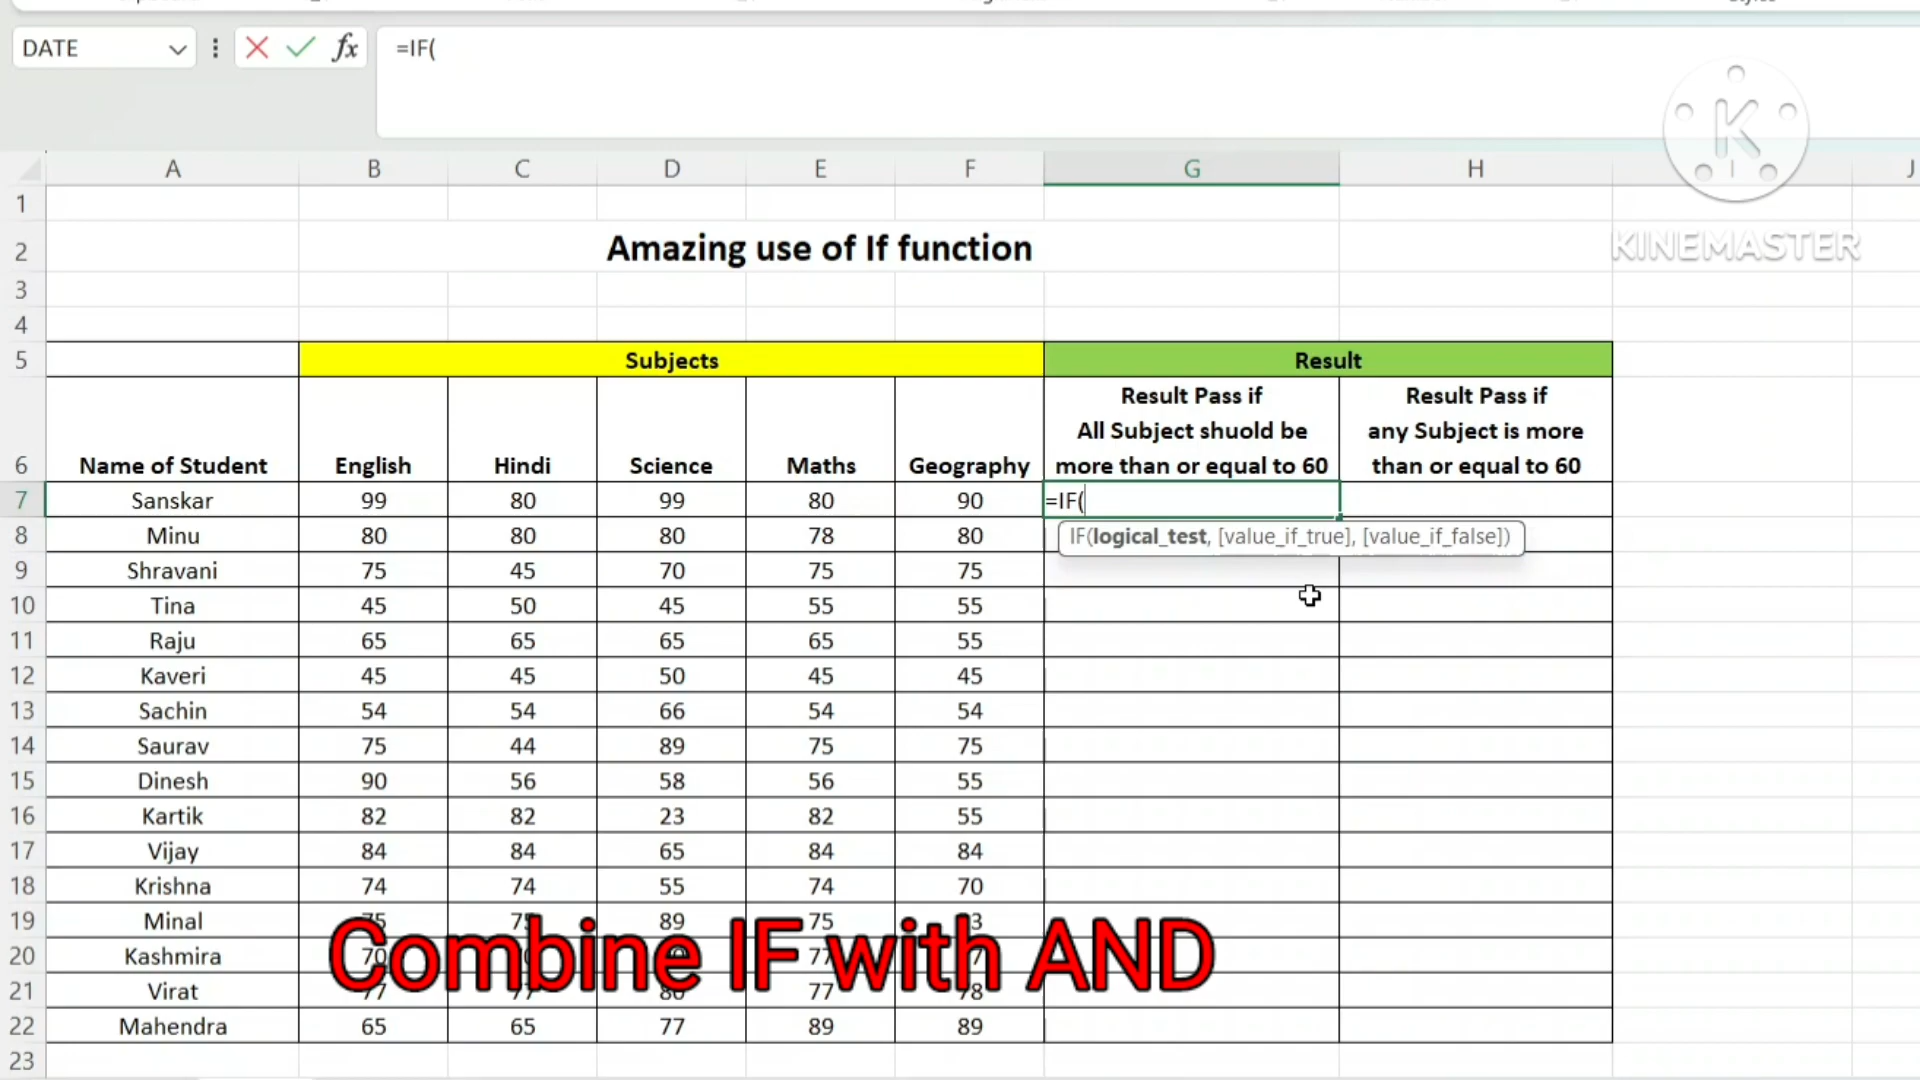 DATE
fx
=IF(
A B C D E F G H J
1
2 Amazing use of If function
3
4
5 Subjects Result
Result Pass if Result Pass if
All Subject shuold be any Subject is more
6 Name of Student English Hindi Science Maths Geography more than or equal to 60 than or equal to 60
7 Sanskar 99 80 99 80 90 =IF(
8 Minu 80 80 80 78 80 IF(logical_test, [value_if_true], [value_if_false])
9 Shravani 75 45 70 75 75
10 Tina 45 50 45 55 55
11 Raju 65 65 65 65 55
12 Kaveri 45 45 50 45 45
13 Sachin 54 54 66 54 54
14 Saurav 75 44 89 75 75
15 Dinesh 90 56 58 56 55
16 Kartik 82 82 23 82 55
17 Vijay 84 84 65 84 84
18 Krishna 74 74 55 74 70
19 Minal 75 89 75
20 Kashmira 70
21 Virat 77 77 77
22 Mahendra 65 65 77 89 89
23
Combine IF with AND
K
KINEMASTER